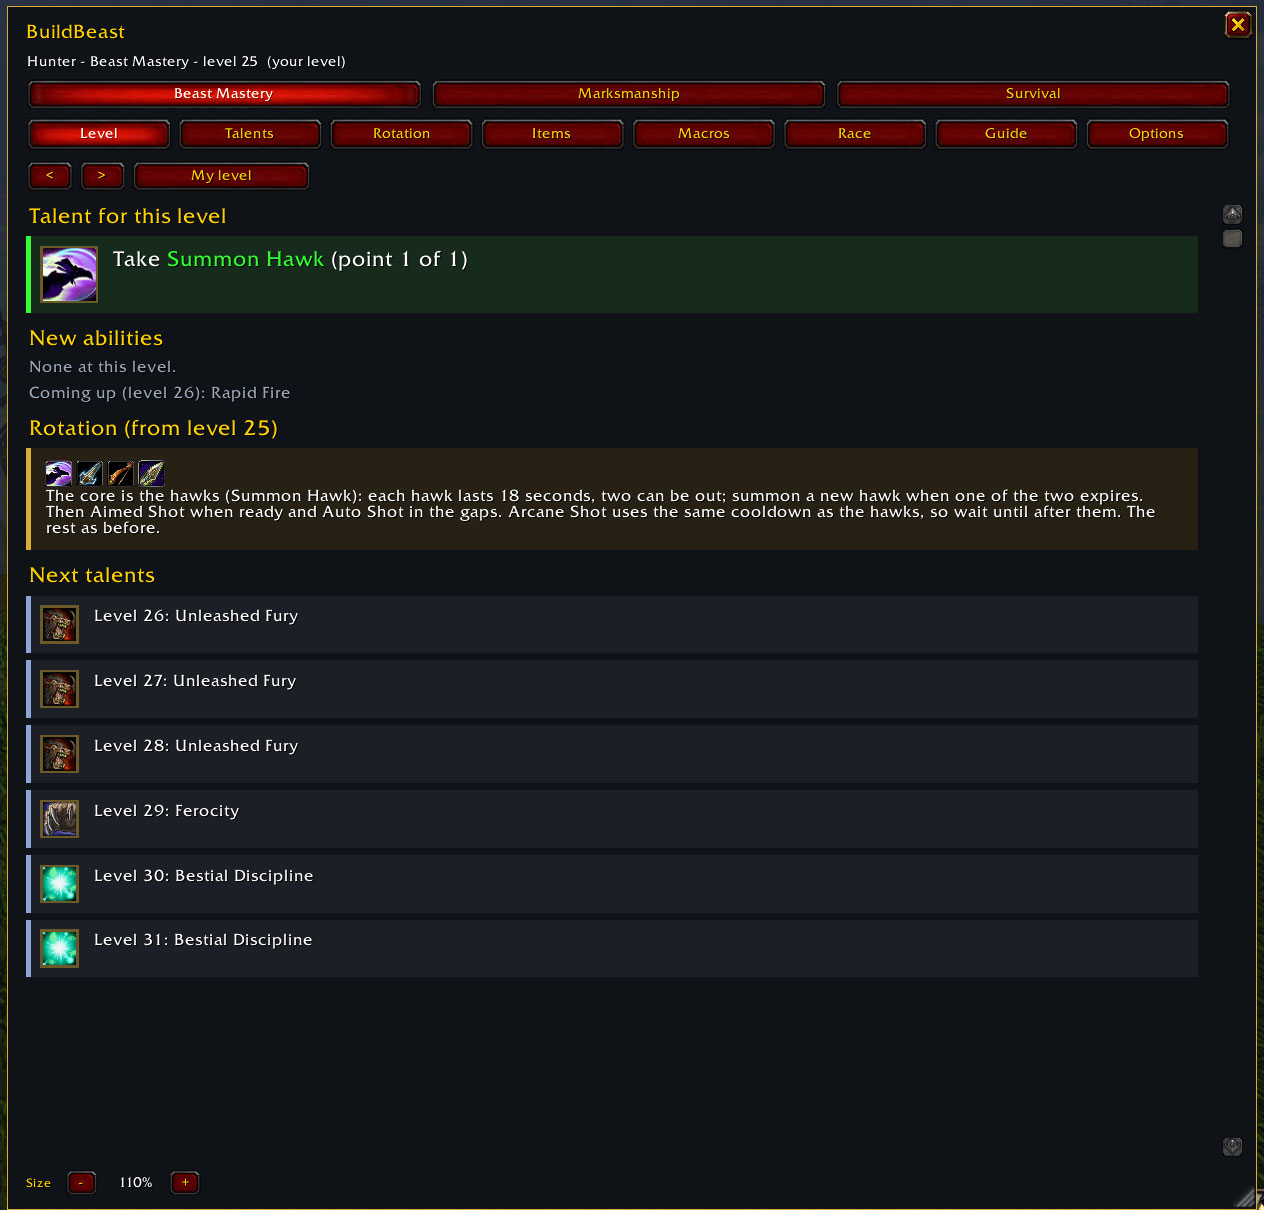 BuildBeast
Hunter - Beast Mastery - level 25 (your level)
Beast Mastery
Marksmanship
Survival
Level
Talents
Rotation
Items
Macros
Race
Guide
Options
<
>
My level
Talent for this level
Take Summon Hawk (point 1 of 1)
New abilities
None at this level.
Coming up (level 26): Rapid Fire
Rotation (from level 25)
The core is the hawks (Summon Hawk): each hawk lasts 18 seconds, two can be out; summon a new hawk when one of the two expires.
Then Aimed Shot when ready and Auto Shot in the gaps. Arcane Shot uses the same cooldown as the hawks, so wait until after them. The
rest as before.
Next talents
Level 26: Unleashed Fury
Level 27: Unleashed Fury
Level 28: Unleashed Fury
Level 29: Ferocity
Level 30: Bestial Discipline
Level 31: Bestial Discipline
Size - 110% +